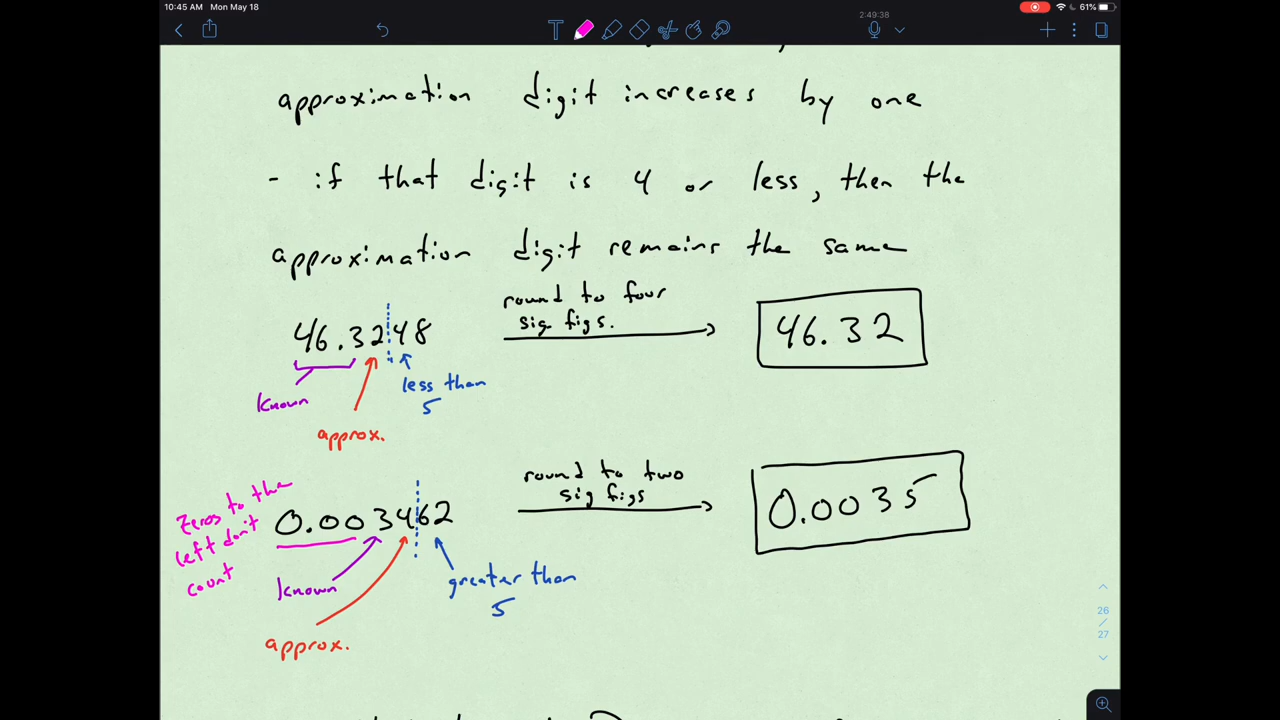 10:45 AM Mon May 18
61%
2:49:38
T
approximation digit increases by one
- if that digit is 4 or less, then the
approximation digit remains the same
46.3248
known
approx.
less than
5
round to four
sig figs.
46.32
Zeros to the
left don't
count
0.003462
known
approx.
greater than
5
round to two
sig figs
0.0035
26
/
27